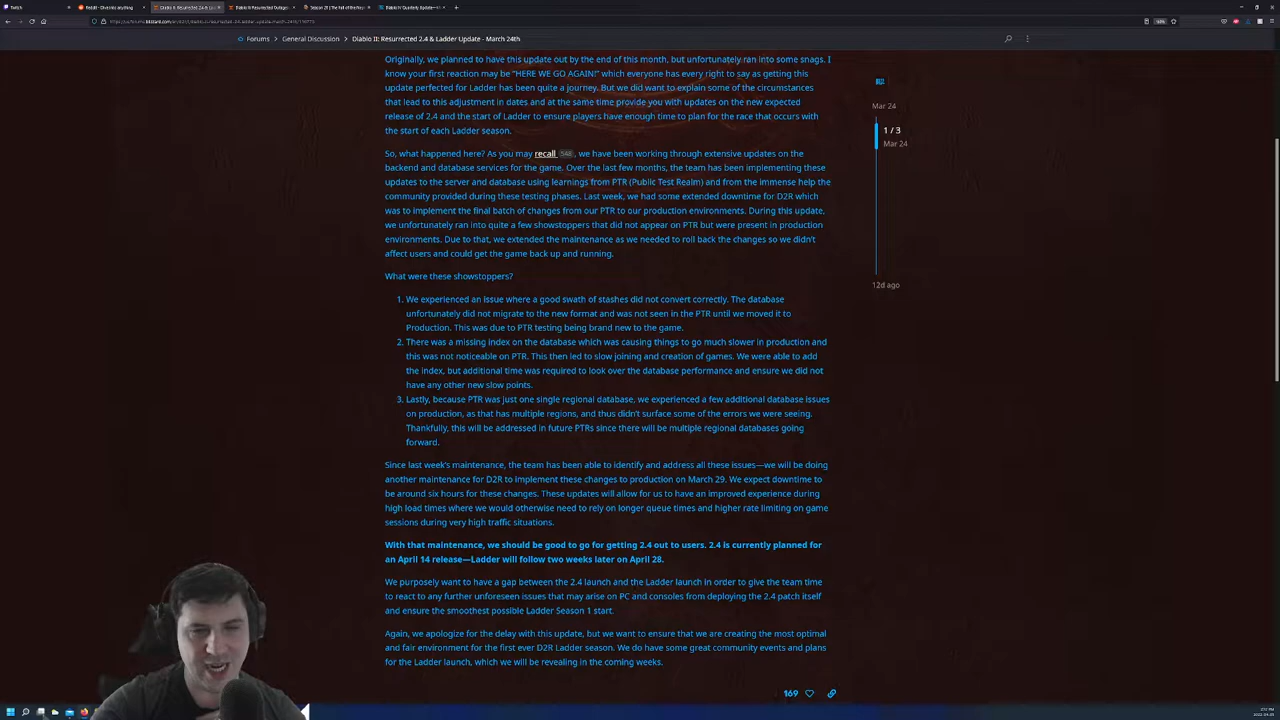 Twitch
Reddit - Dive into anything
Diablo II: Resurrected 2.4 & La
Diablo II: Resurrected Outages
Season 26 | The Fall of the Nep
Diablo IV Quarterly Update—
Forums > General Discussion > Diablo II: Resurrected 2.4 & Ladder Update - March 24th
Originally, we planned to have this update out by the end of this month, but unfortunately ran into some snags. I
know your first reaction may be "HERE WE GO AGAIN!" which everyone has every right to say as getting this
update perfected for Ladder has been quite a journey. But we did want to explain some of the circumstances
that lead to this adjustment in dates and at the same time provide you with updates on the new expected
release of 2.4 and the start of Ladder to ensure players have enough time to plan for the race that occurs with
the start of each Ladder season.
Mar 24
1 / 3
Mar 24
12d ago
So, what happened here? As you may recall 548 , we have been working through extensive updates on the
backend and database services for the game. Over the last few months, the team has been implementing these
updates to the server and database using learnings from PTR (Public Test Realm) and from the immense help the
community provided during these testing phases. Last week, we had some extended downtime for D2R which
was to implement the final batch of changes from our PTR to our production environments. During this update,
we unfortunately ran into quite a few showstoppers that did not appear on PTR but were present in production
environments. Due to that, we extended the maintenance as we needed to roll back the changes so we didn't
affect users and could get the game back up and running.
What were these showstoppers?
1. We experienced an issue where a good swath of stashes did not convert correctly. The database
unfortunately did not migrate to the new format and was not seen in the PTR until we moved it to
Production. This was due to PTR testing being brand new to the game.
2. There was a missing index on the database which was causing things to go much slower in production and
this was not noticeable on PTR. This then led to slow joining and creation of games. We were able to add
the index, but additional time was required to look over the database performance and ensure we did not
have any other new slow points.
3. Lastly, because PTR was just one single regional database, we experienced a few additional database issues
on production, as that has multiple regions, and thus didn't surface some of the errors we were seeing.
Thankfully, this will be addressed in future PTRs since there will be multiple regional databases going
forward.
Since last week's maintenance, the team has been able to identify and address all these issues—we will be doing
another maintenance for D2R to implement these changes to production on March 29. We expect downtime to
be around six hours for these changes. These updates will allow for us to have an improved experience during
high load times where we would otherwise need to rely on longer queue times and higher rate limiting on game
sessions during very high traffic situations.
With that maintenance, we should be good to go for getting 2.4 out to users. 2.4 is currently planned for
an April 14 release—Ladder will follow two weeks later on April 28.
We purposely want to have a gap between the 2.4 launch and the Ladder launch in order to give the team time
to react to any further unforeseen issues that may arise on PC and consoles from deploying the 2.4 patch itself
and ensure the smoothest possible Ladder Season 1 start.
Again, we apologize for the delay with this update, but we want to ensure that we are creating the most optimal
and fair environment for the first ever D2R Ladder season. We do have some great community events and plans
for the Ladder launch, which we will be revealing in the coming weeks.
169